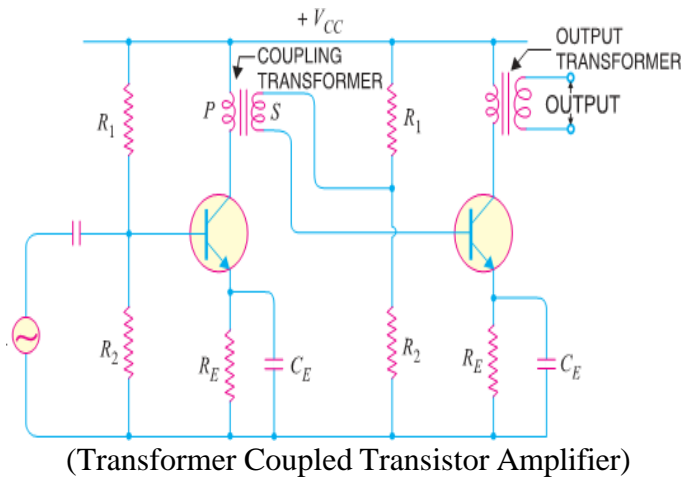 + V_CC
COUPLING
TRANSFORMER
OUTPUT
TRANSFORMER
P
S
OUTPUT
R_1
R_1
R_2
R_E
C_E
R_2
R_E
C_E
(Transformer Coupled Transistor Amplifier)